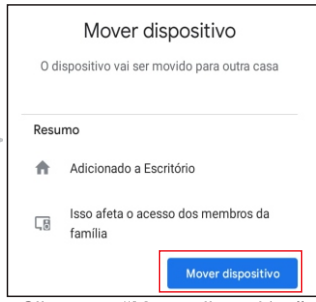 Mover dispositivo
O dispositivo vai ser movido para outra casa
Resumo
Adicionado a Escritório
Isso afeta o acesso dos membros da
família
Mover dispositivo